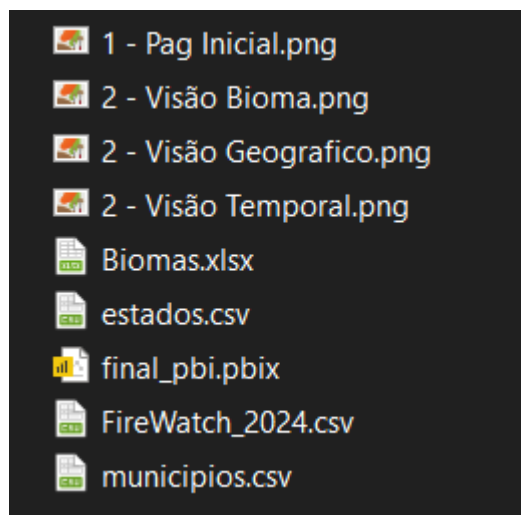 1 - Pag Inicial.png
2 - Visão Bioma.png
2 - Visão Geografico.png
2 - Visão Temporal.png
Biomas.xlsx
estados.csv
final_pbi.pbix
FireWatch_2024.csv
municipios.csv